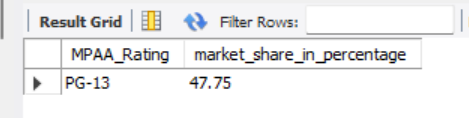 Result Grid Filter Rows:
MPAA_Rating market_share_in_percentage
PG-13 47.75